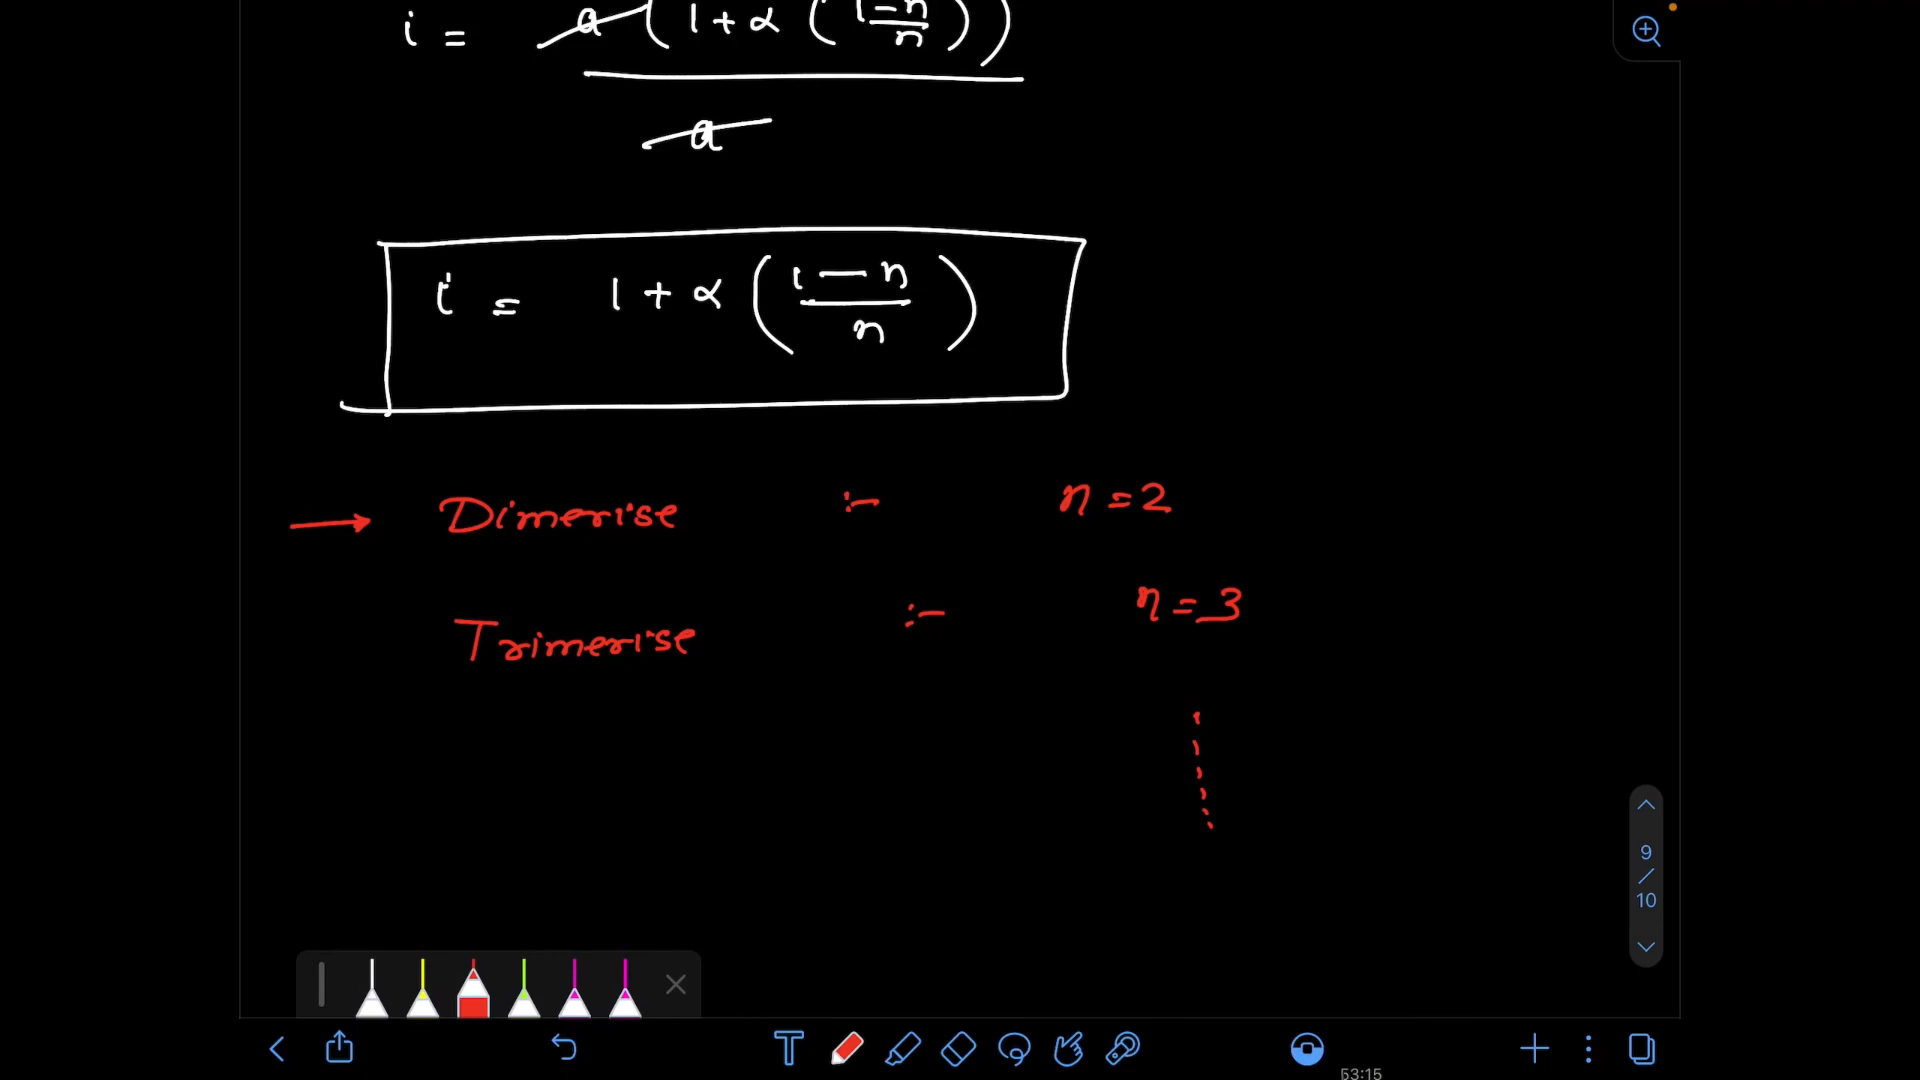 i = a(1+α(1-n/n))
a
i = 1+α(1-n/n)
→ Dimerise :- n=2
Trimerise :- n=3
9
/
10
T
53:15